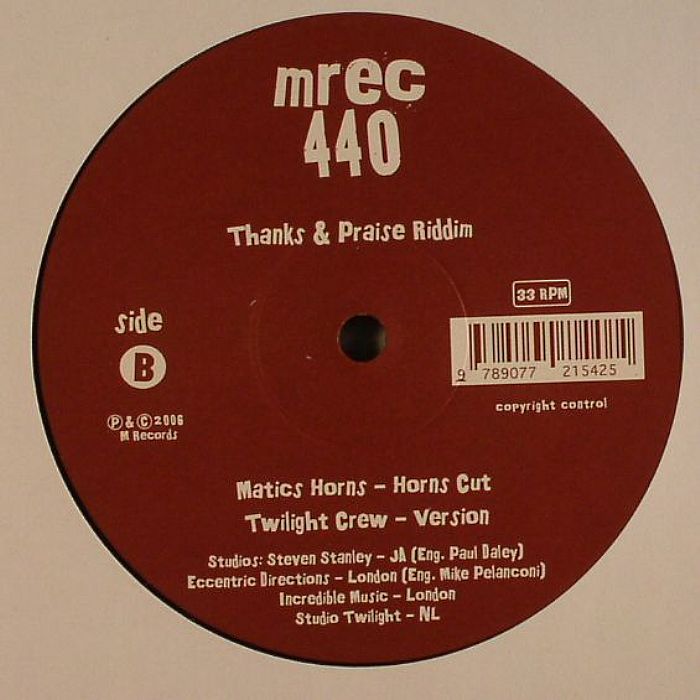 mrec
440
Thanks & Praise Riddim
33 RPM
side
B
9 789077 215425
copyright control
℗ & © 2006
M Records
Matics Horns – Horns Cut
Twilight Crew – Version
Studios: Steven Stanley – JA (Eng. Paul Daley)
Eccentric Directions – London (Eng. Mike Pelanconi)
Incredible Music – London
Studio Twilight – NL